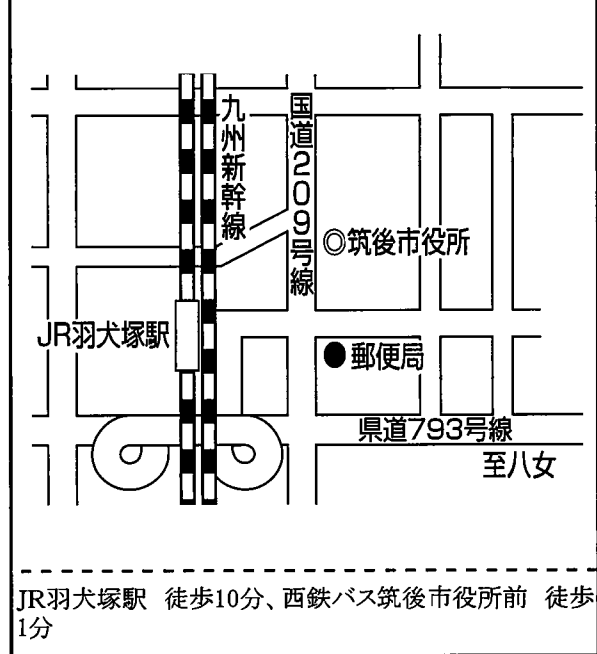 九州新幹線
国道209号線
◎筑後市役所
JR羽犬塚駅
●郵便局
県道793号線
至八女
JR羽犬塚駅 徒歩10分、西鉄バス筑後市役所前 徒歩
1分